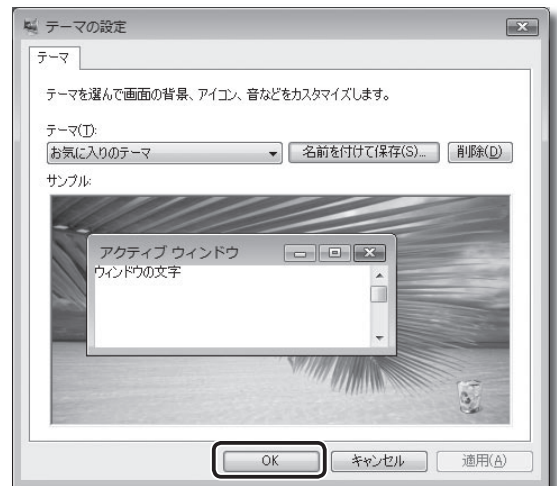 テーマの設定
テーマ
テーマを選んで画面の背景、アイコン、音などをカスタマイズします。
テーマ(T):
お気に入りのテーマ 名前を付けて保存(S)... 削除(D)
サンプル:
アクティブ ウィンドウ
ウィンドウの文字
OK キャンセル 適用(A)